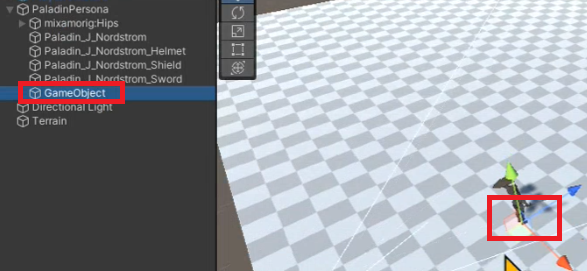 PaladinPersona
mixamorig:Hips
Paladin_J_Nordstrom
Paladin_J_Nordstrom_Helmet
Paladin_J_Nordstrom_Shield
Paladin_J_Nordstrom_Sword
GameObject
Directional Light
Terrain